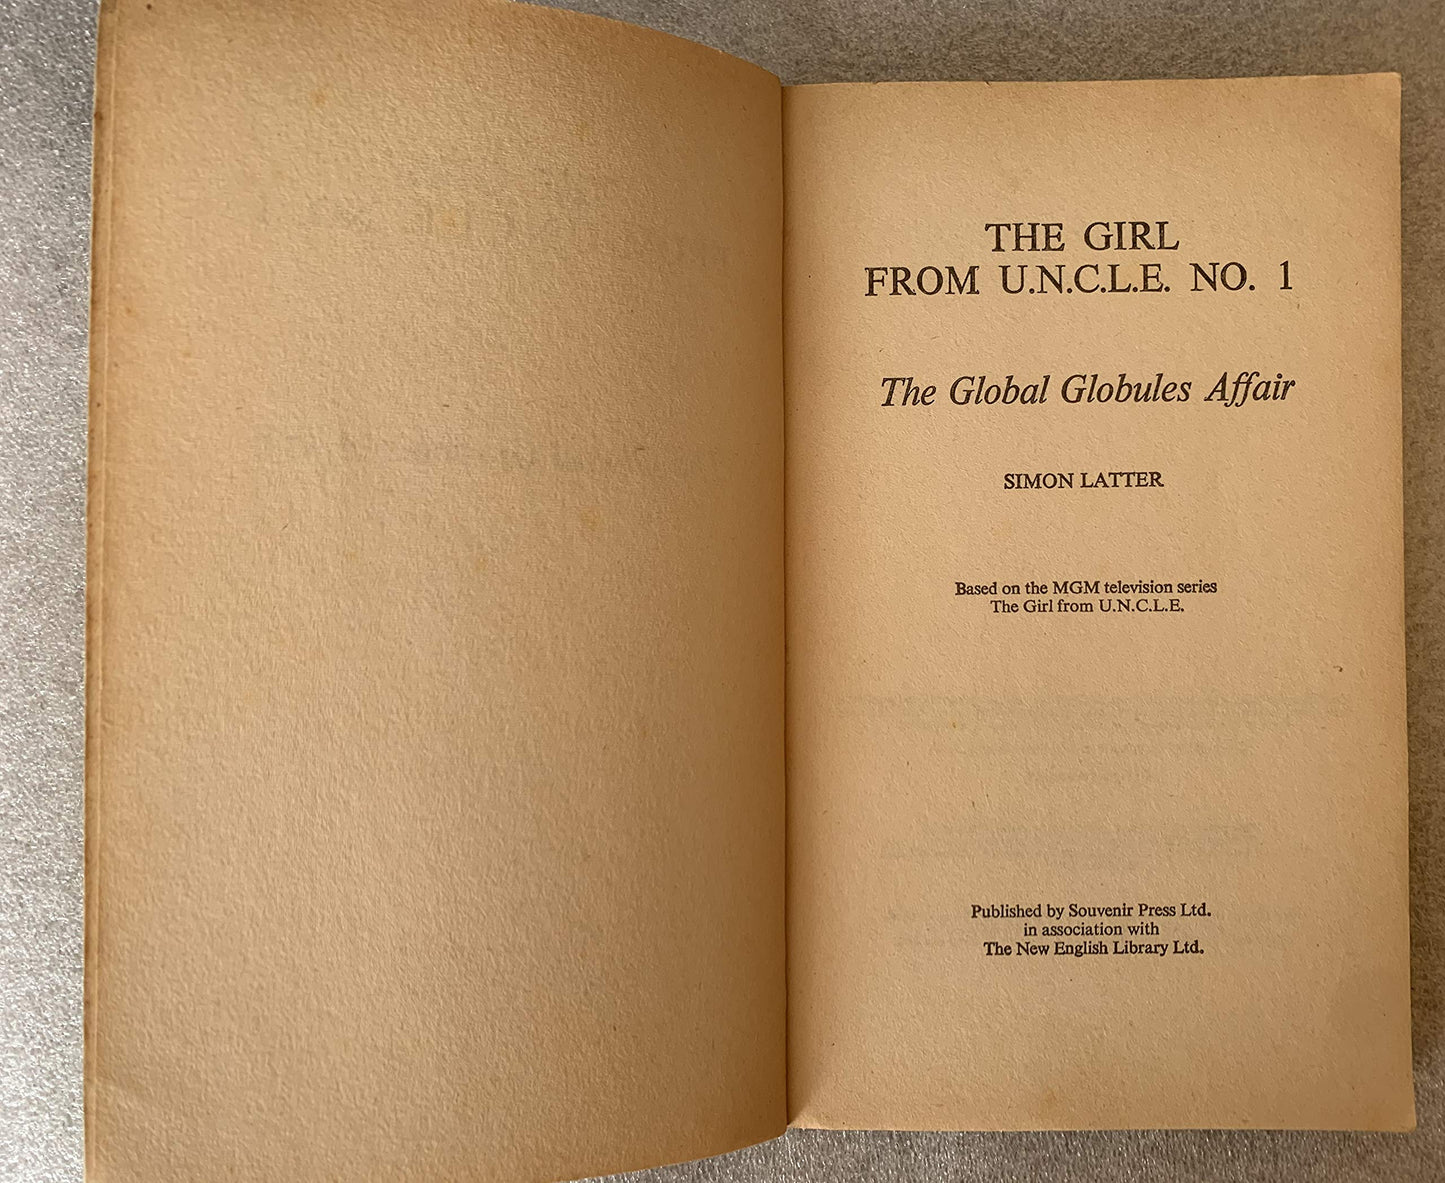 THE GIRL
FROM U.N.C.L.E. NO. 1
The Global Globules Affair
SIMON LATTER
Based on the MGM television series
The Girl from U.N.C.L.E.
Published by Souvenir Press Ltd.
in association with
The New English Library Ltd.